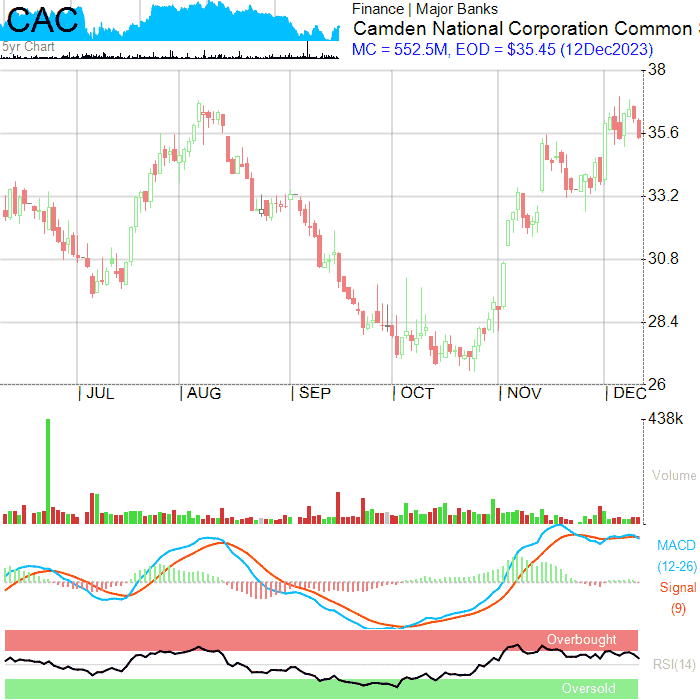 CAC
5yr Chart
Finance | Major Banks
Camden National Corporation Common
MC = 552.5M, EOD = $35.45 (12Dec2023)
38
35.6
33.2
30.8
28.4
26
JUL
AUG
SEP
OCT
NOV
DEC
438k
Volume
MACD
(12-26)
Signal
(9)
Overbought
RSI(14)
Oversold